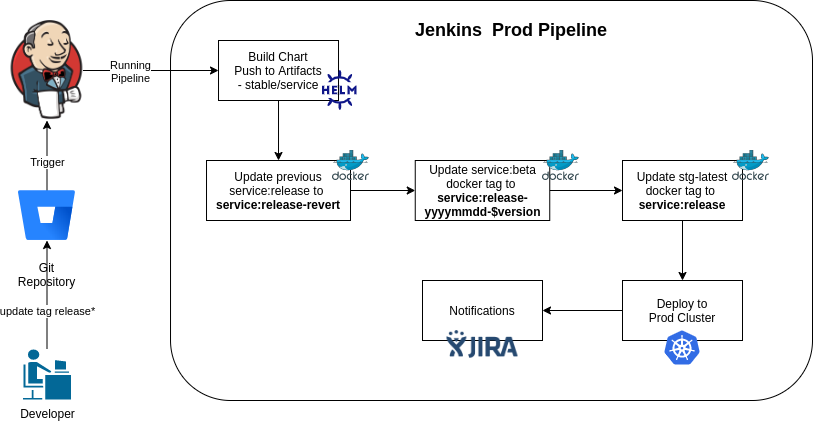 Jenkins  Prod Pipeline
Running
Pipeline
Build Chart
Push to Artifacts
- stable/service
HELM
Trigger
Update previous
service:release to
service:release-revert
docker
Update service:beta
docker tag to
service:release-
yyyymmdd-$version
docker
Update stg-latest
docker tag to
service:release
docker
Git
Repository
update tag release*
Notifications
JIRA
Deploy to
Prod Cluster
Developer